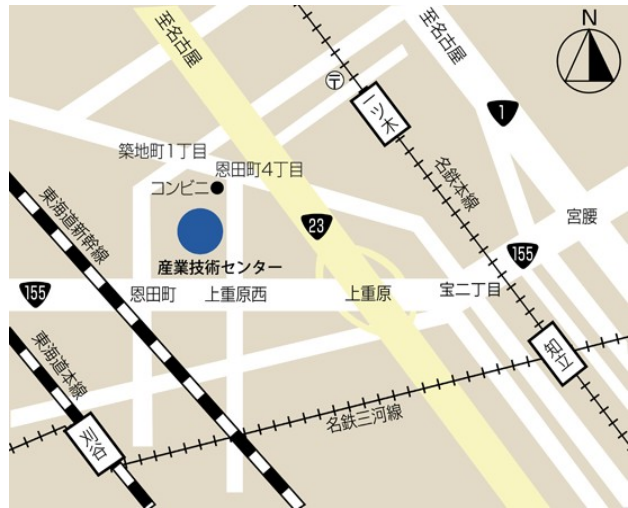 至名古屋
至名古屋
N
〒
一ツ木
1
築地町1丁目
恩田町4丁目
コンビニ
名鉄本線
東海道新幹線
23
宮腰
155
産業技術センター
155
恩田町
上重原西
上重原
宝二丁目
東海道本線
知立
名鉄三河線
刈谷